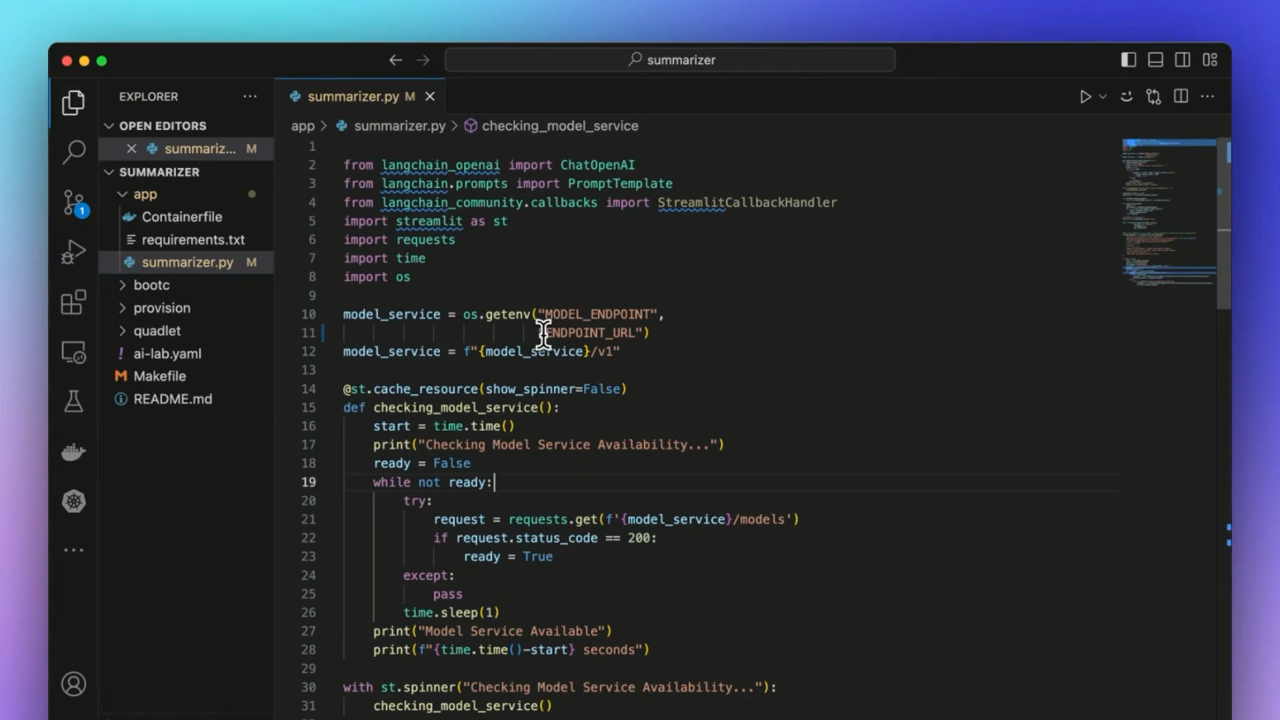 summarizer
EXPLORER
OPEN EDITORS
summariz... M
SUMMARIZER
app
Containerfile
requirements.txt
summarizer.py M
bootc
provision
quadlet
! ai-lab.yaml
M Makefile
README.md
1
summarizer.py M
app > summarizer.py > checking_model_service
1
2 from langchain_openai import ChatOpenAI
3 from langchain.prompts import PromptTemplate
4 from langchain_community.callbacks import StreamlitCallbackHandler
5 import streamlit as st
6 import requests
7 import time
8 import os
9
10 model_service = os.getenv("MODEL_ENDPOINT",
11 ENDPOINT_URL")
12 model_service = f"{model_service}/v1"
13
14 @st.cache_resource(show_spinner=False)
15 def checking_model_service():
16 start = time.time()
17 print("Checking Model Service Availability...")
18 ready = False
19 while not ready:
20 try:
21 request = requests.get(f'{model_service}/models')
22 if request.status_code == 200:
23 ready = True
24 except:
25 pass
26 time.sleep(1)
27 print("Model Service Available")
28 print(f"{time.time()-start} seconds")
29
30 with st.spinner("Checking Model Service Availability..."):
31 checking_model_service()